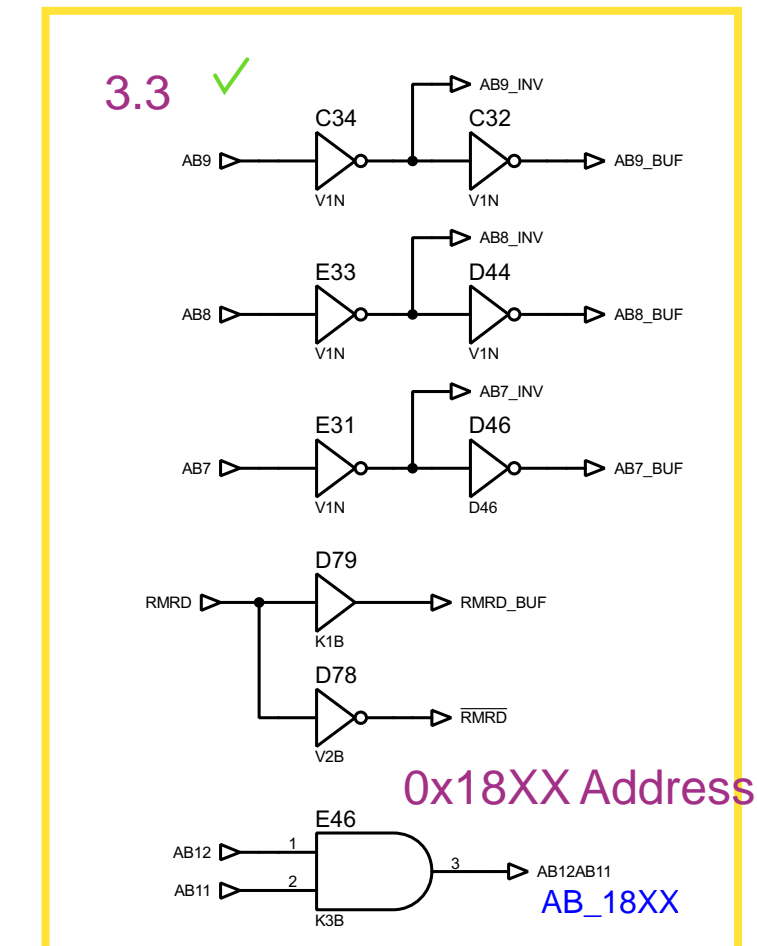 3.3
AB9_INV
C34 C32
AB9 AB9_BUF
V1N V1N
AB8_INV
E33 D44
AB8 AB8_BUF
V1N V1N
AB7_INV
E31 D46
AB7 AB7_BUF
V1N D46
D79
RMRD RMRD_BUF
K1B
D78
RMRD
V2B
0x18XX Address
E46
AB12 1
3 AB12AB11
AB11 2
AB_18XX
K3B